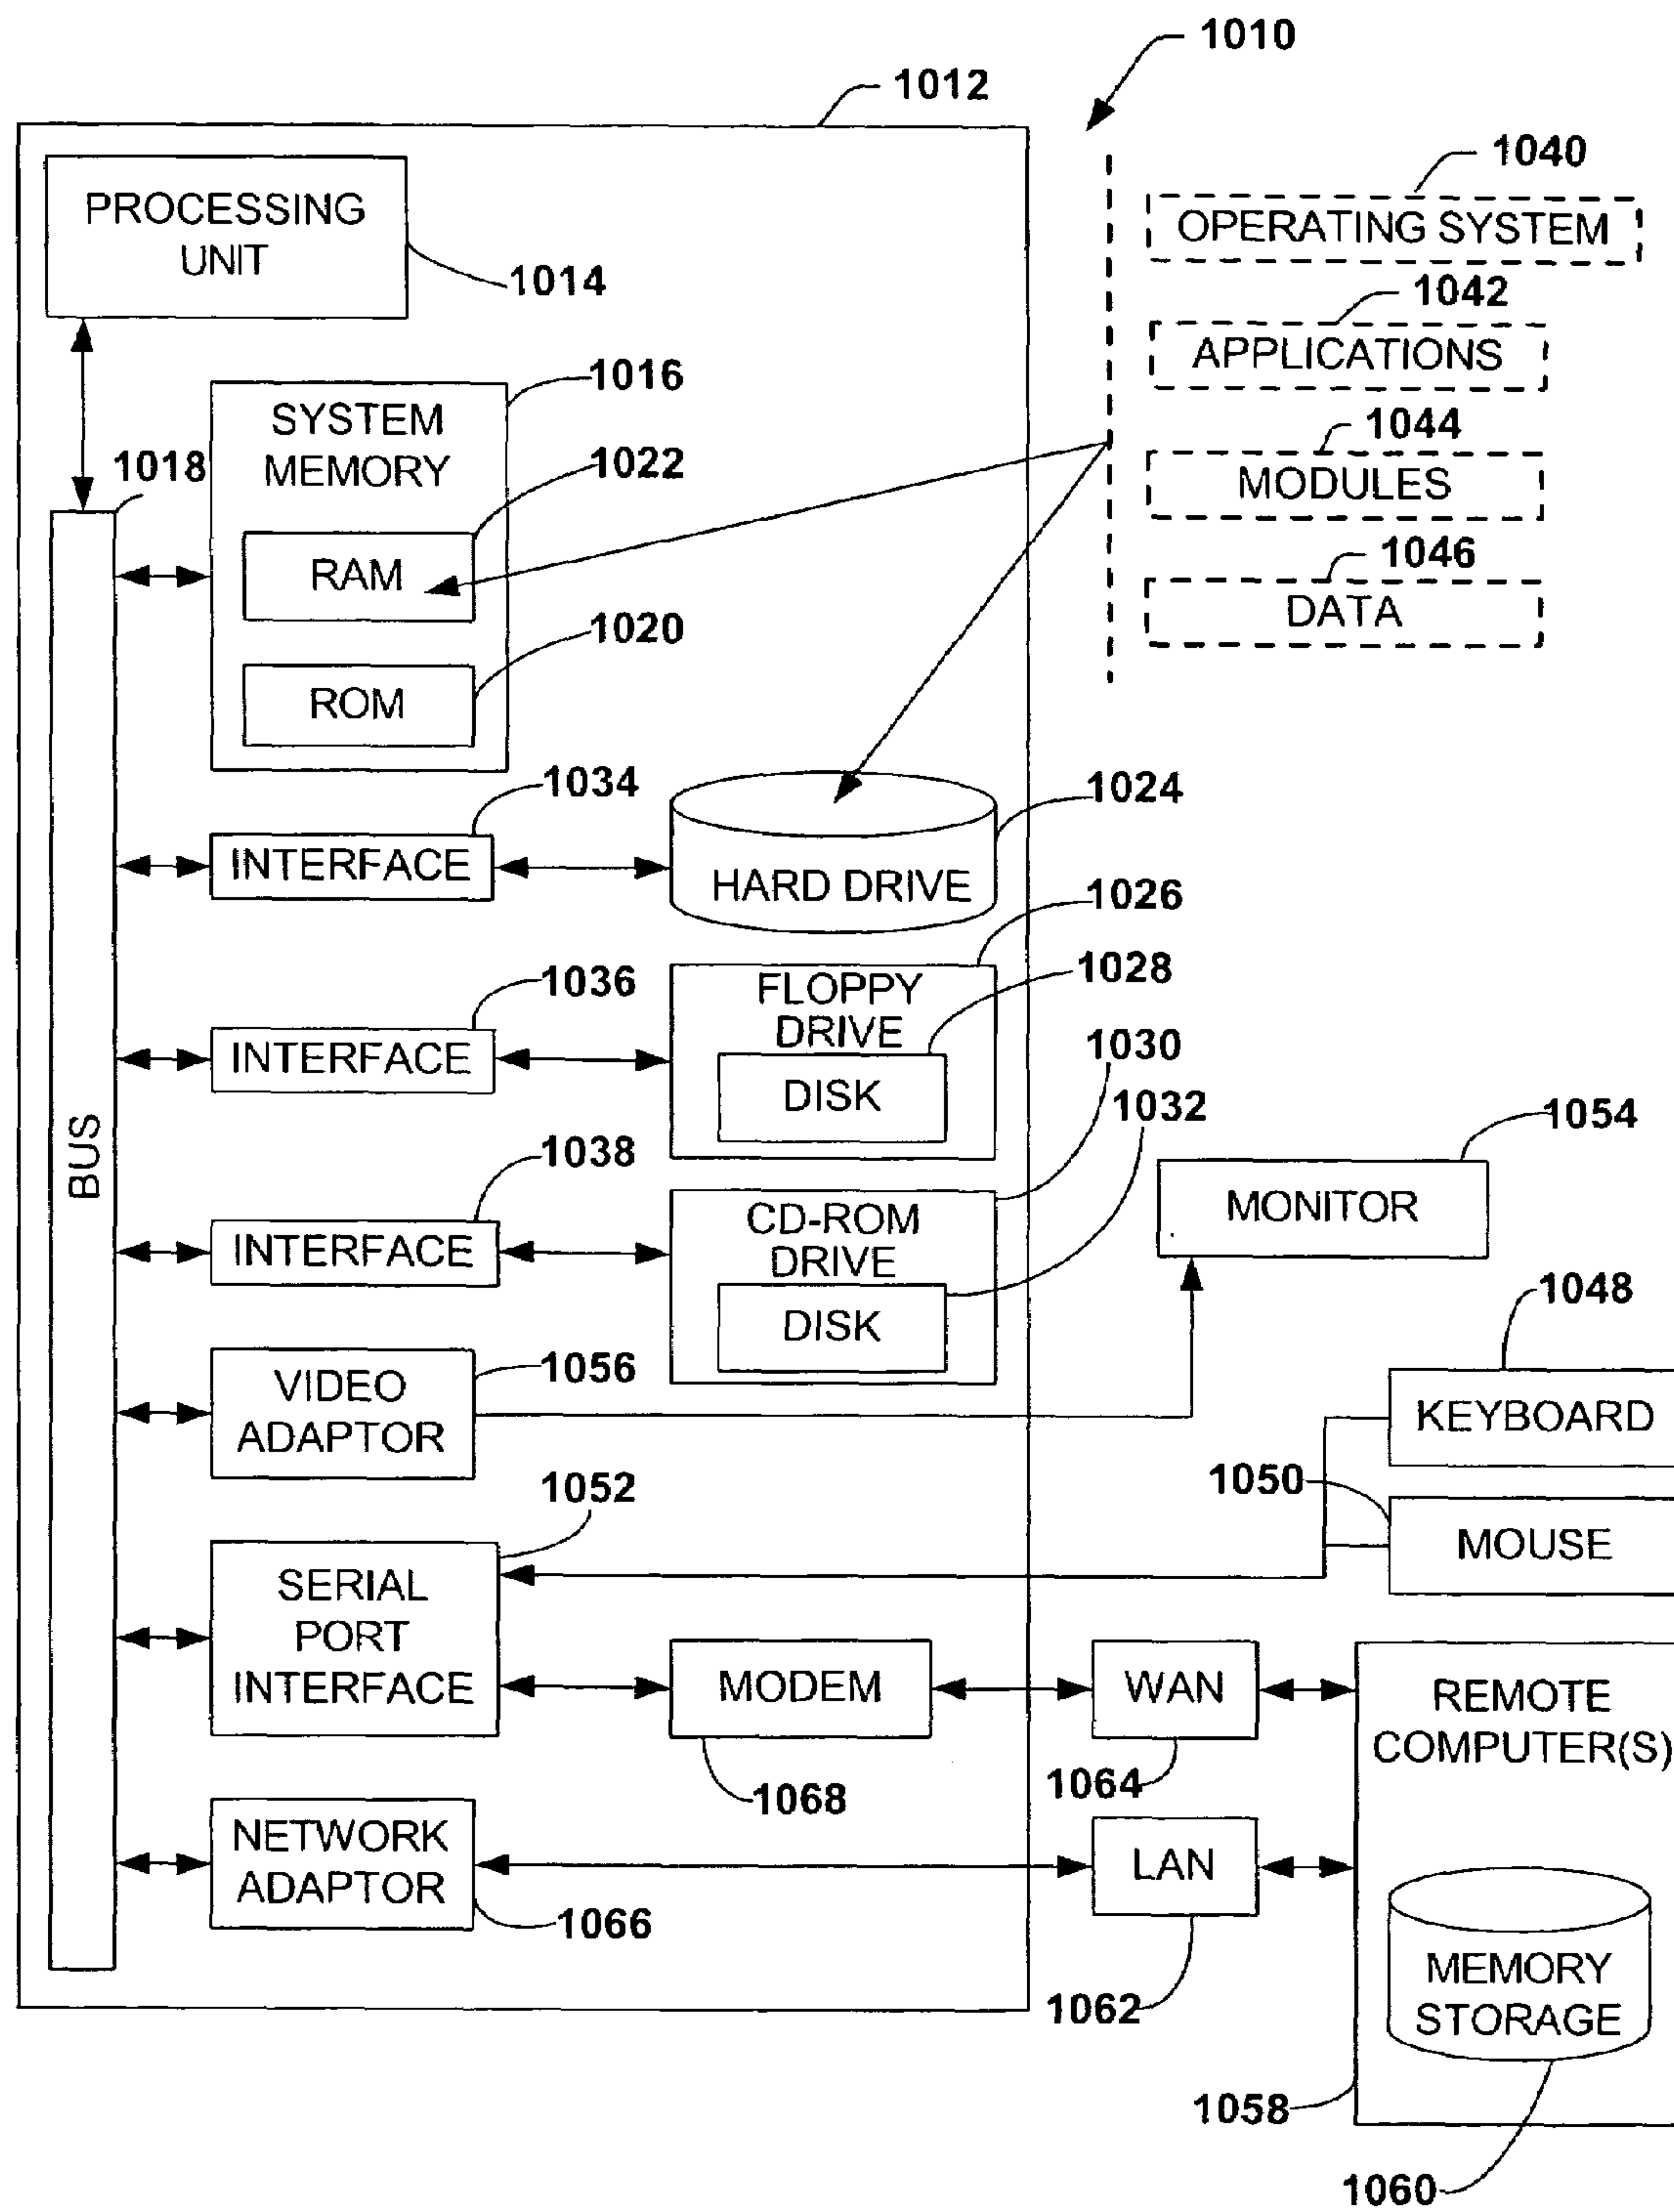 1010
1012
1040
PROCESSING
UNIT
OPERATING SYSTEM
1014
1042
APPLICATIONS
1016
SYSTEM
MEMORY
1044
1018
1022
MODULES
1046
RAM
DATA
1020
ROM
1034
1024
INTERFACE
HARD DRIVE
1026
1036
1028
FLOPPY
DRIVE
INTERFACE
1030
DISK
1032
1054
BUS
1038
MONITOR
CD-ROM
DRIVE
INTERFACE
1048
DISK
1056
VIDEO
ADAPTOR
KEYBOARD
1052
1050
MOUSE
SERIAL
PORT
INTERFACE
MODEM
WAN
REMOTE
COMPUTER(S)
1068
1064
NETWORK
ADAPTOR
LAN
1066
MEMORY
STORAGE
1062
1058
1060